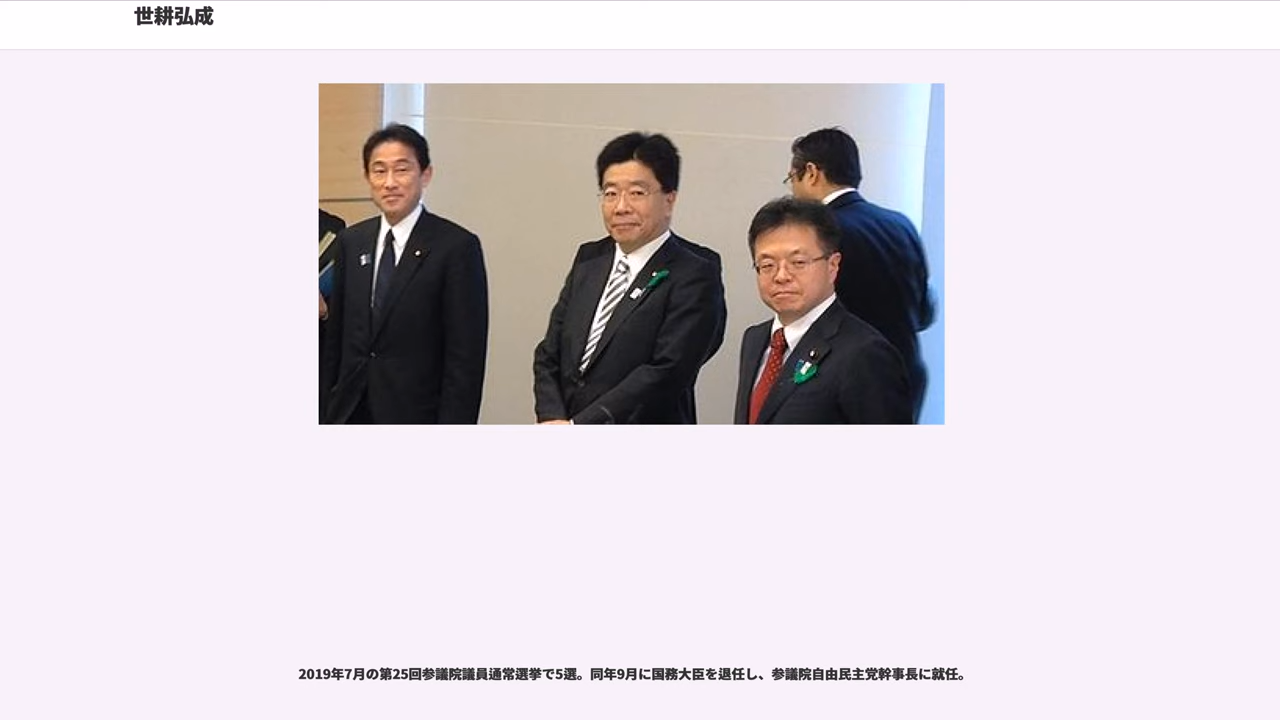 世耕弘成
2019年7月の第25回参議院議員通常選挙で5選。同年9月に国務大臣を退任し、参議院自由民主党幹事長に就任。